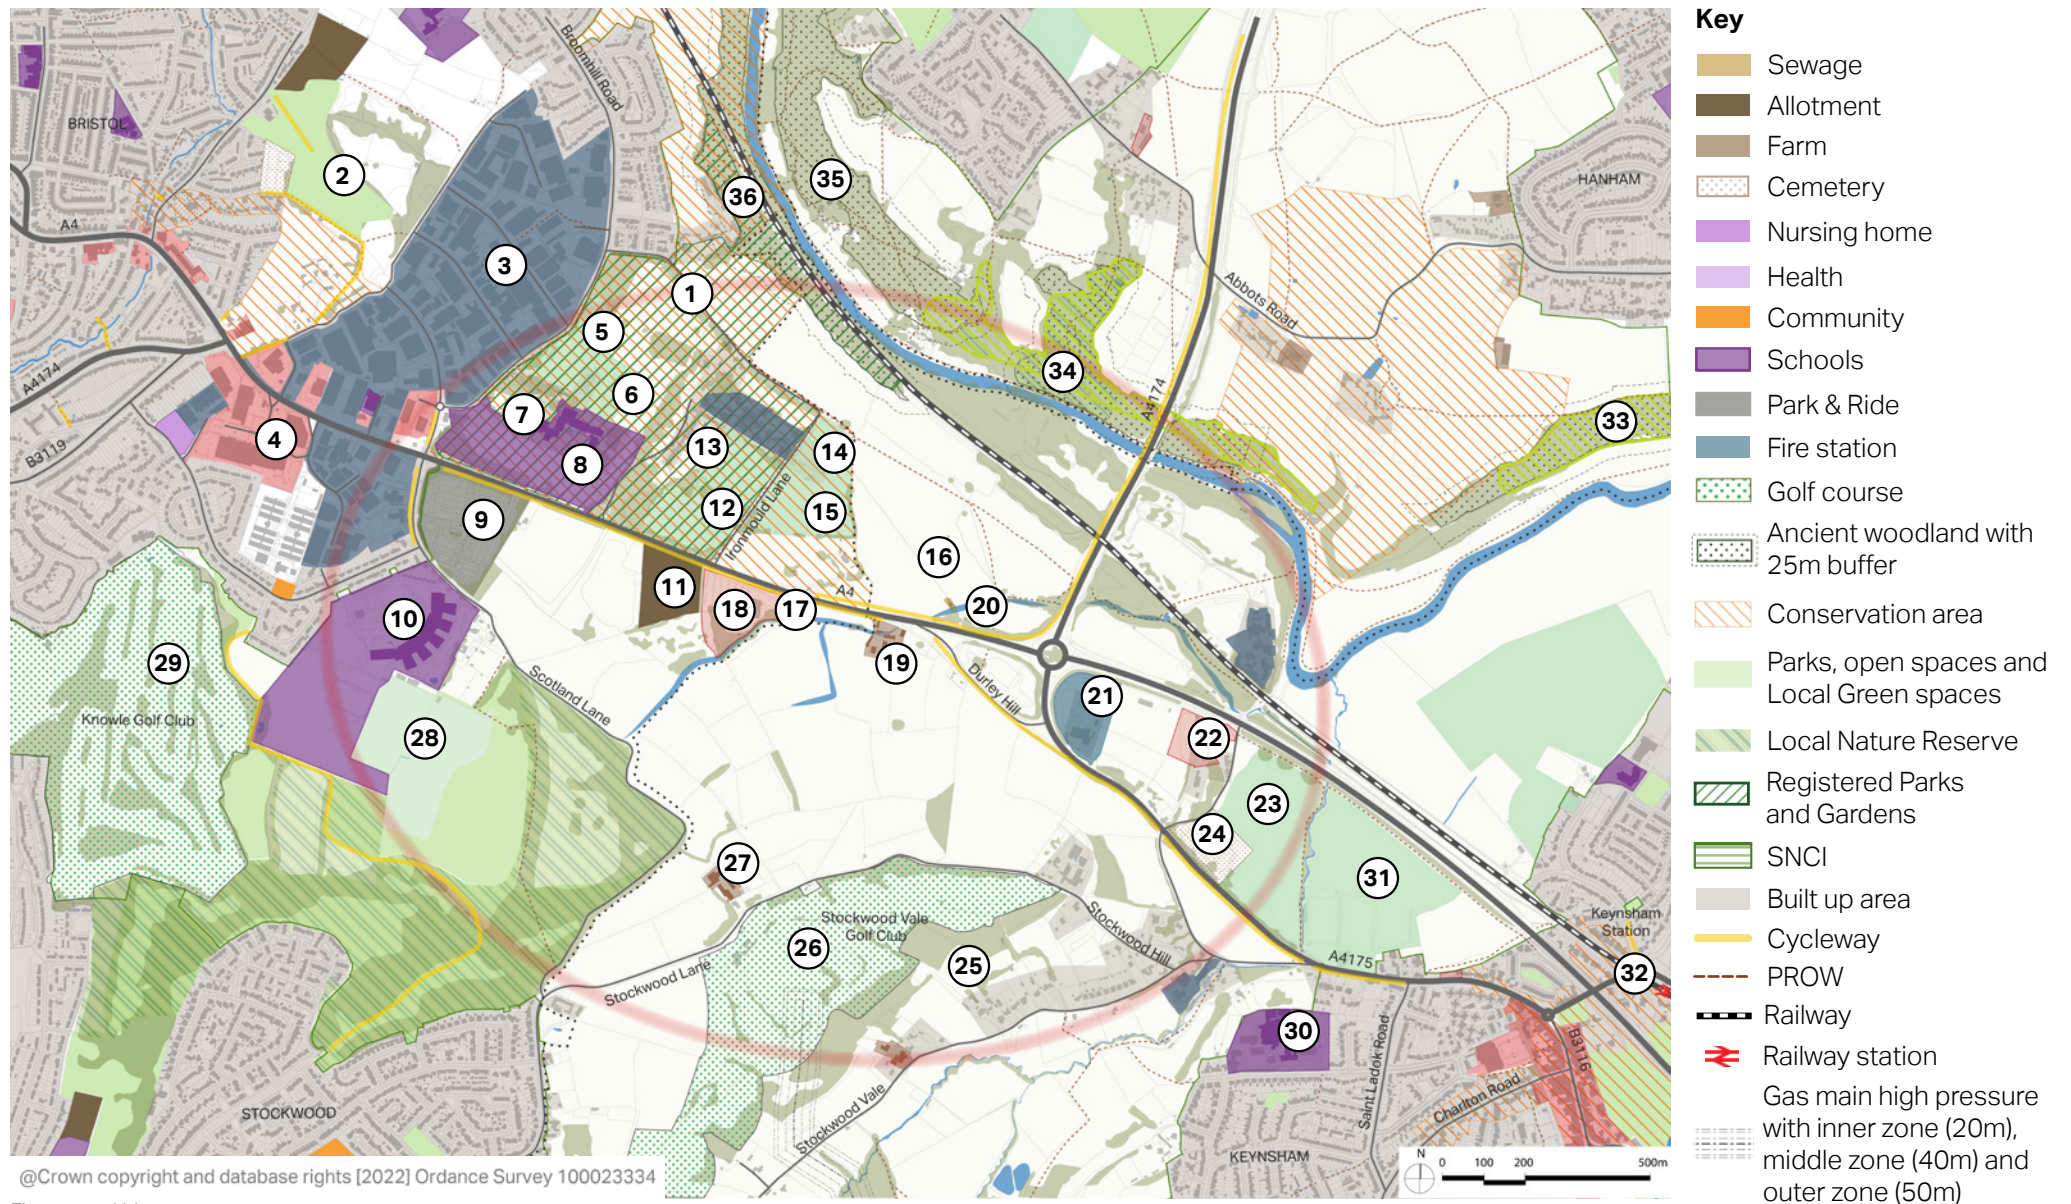 Key
Sewage
Allotment
Farm
Cemetery
Nursing home
Health
Community
Schools
Park & Ride
Fire station
Golf course
Ancient woodland with
25m buffer
Conservation area
Parks, open spaces and
Local Green spaces
Local Nature Reserve
Registered Parks
and Gardens
SNCI
Built up area
Cycleway
PROW
Railway
Railway station
Gas main high pressure
with inner zone (20m),
middle zone (40m) and
outer zone (50m)
BRISTOL
Broomhill Road
HANHAM
A4
A4174
B3119
Abbots Road
A4174
Ironmould Lane
A4
Scotland Lane
Durley Hill
Knowle Golf Club
Stockwood Vale
Golf Club
Stockwood Hill
Stockwood Lane
Stockwood Vale
STOCKWOOD
A4175
Keynsham
Station
Saint Ladok Road
Charlton Road
B3116
KEYNSHAM
1
2
3
4
5
6
7
8
9
10
11
12
13
14
15
16
17
18
19
20
21
22
23
24
25
26
27
28
29
30
31
32
33
34
35
36
N
0 100 200 500m
@Crown copyright and database rights [2022] Ordance Survey 100023334